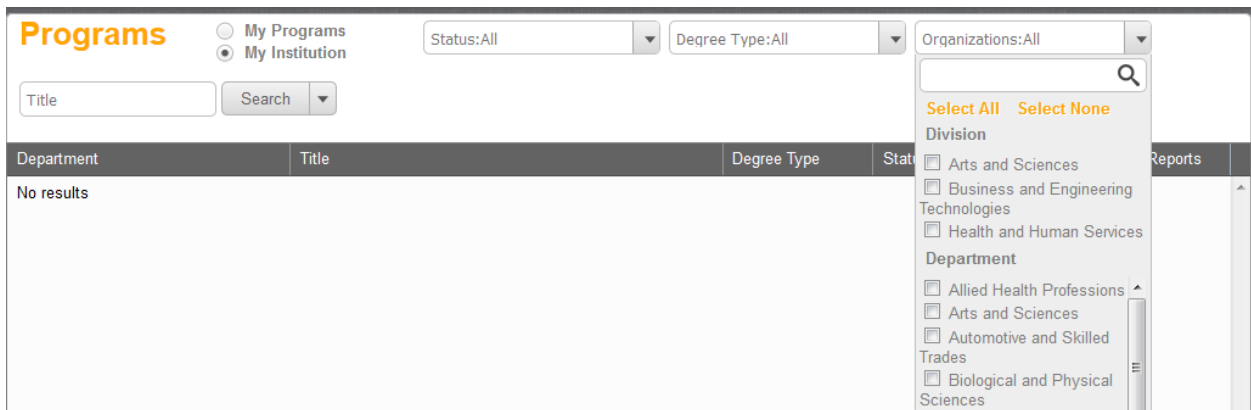 Programs
My Programs
My Institution
Status:All
Degree Type:All
Organizations:All
Title
Search
Select All Select None
Division
Arts and Sciences
Business and Engineering
Technologies
Health and Human Services
Department
Allied Health Professions
Arts and Sciences
Automotive and Skilled
Trades
Biological and Physical
Sciences
Department Title Degree Type Reports
No results